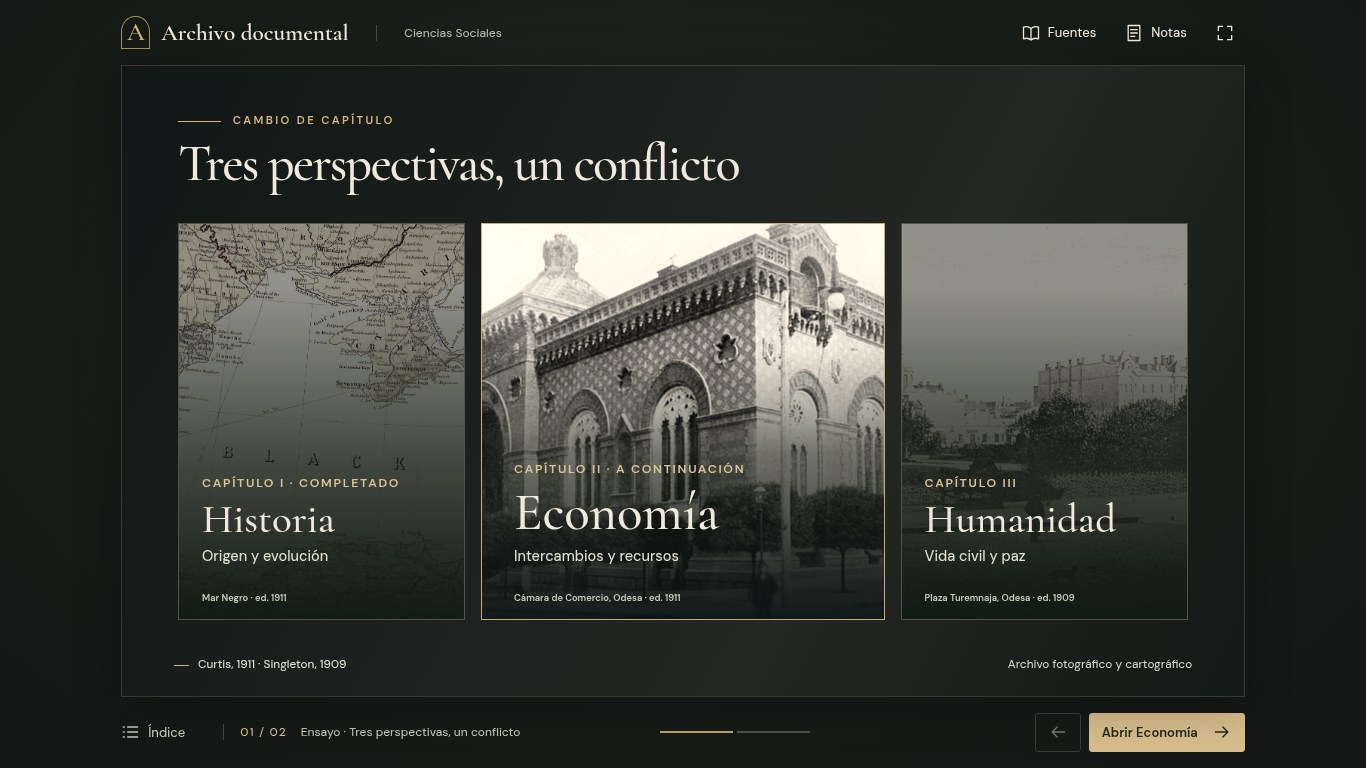 A Archivo documental
Ciencias Sociales
Fuentes
Notas
CAMBIO DE CAPÍTULO
Tres perspectivas, un conflicto
B L A C K
CAPÍTULO I · COMPLETADO
Historia
Origen y evolución
Mar Negro · ed. 1911
CAPÍTULO II · A CONTINUACIÓN
Economía
Intercambios y recursos
Cámara de Comercio, Odesa · ed. 1911
CAPÍTULO III
Humanidad
Vida civil y paz
Plaza Turemnaja, Odesa · ed. 1909
Curtis, 1911 · Singleton, 1909
Archivo fotográfico y cartográfico
Índice
01 / 02
Ensayo · Tres perspectivas, un conflicto
Abrir Economía